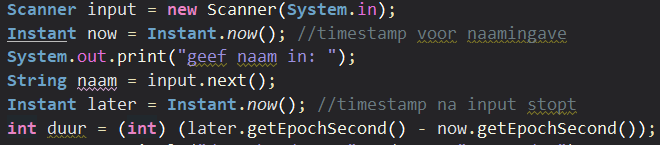 Scanner input = new Scanner(System.in);
Instant now = Instant.now(); //timestamp voor naamingave
System.out.print("geef naam in: ");
String naam = input.next();
Instant later = Instant.now(); //timestamp na input stopt
int duur = (int) (later.getEpochSecond() - now.getEpochSecond());